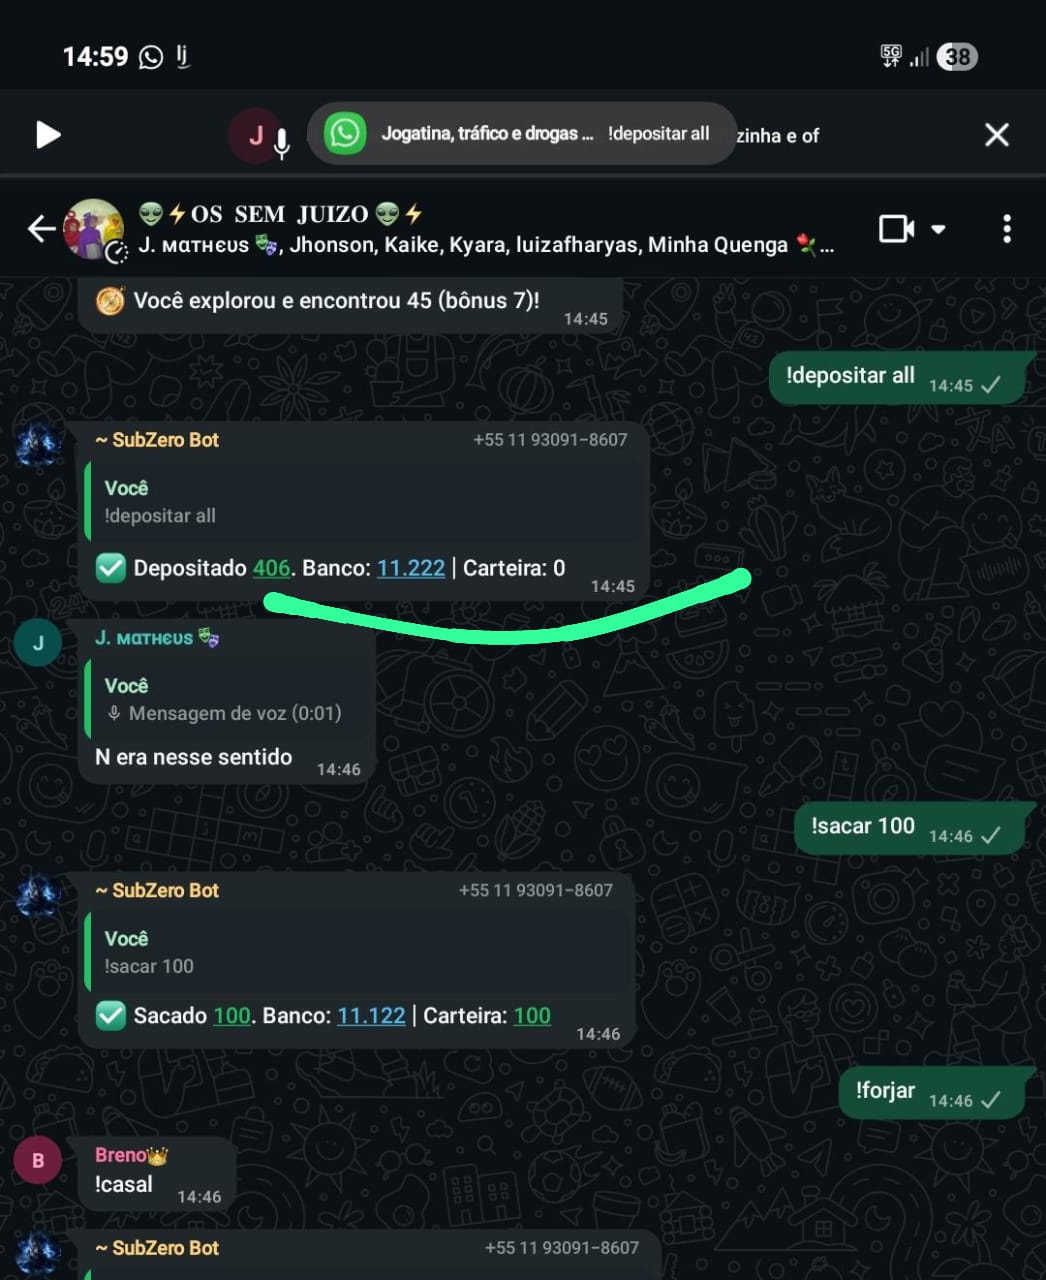 14:59
5G
38
J
Jogatina, tráfico e drogas ... !depositar all
zinha e of
👽⚡OS SEM JUIZO👽⚡
J. MATHEUS 🎭, Jhonson, Kaike, Kyara, luizafharyas, Minha Quenga 🌹...
🧭 Você explorou e encontrou 45 (bônus 7)!
14:45
!depositar all
14:45
~ SubZero Bot +55 11 93091-8607
Você
!depositar all
✅ Depositado 406. Banco: 11.222 | Carteira: 0
14:45
J
J. MATHEUS 🎭
Você
Mensagem de voz (0:01)
N era nesse sentido
14:46
!sacar 100
14:46
~ SubZero Bot +55 11 93091-8607
Você
!sacar 100
✅ Sacado 100. Banco: 11.122 | Carteira: 100
14:46
!forjar
14:46
B
Breno👑
!casal
14:46
~ SubZero Bot +55 11 93091-8607